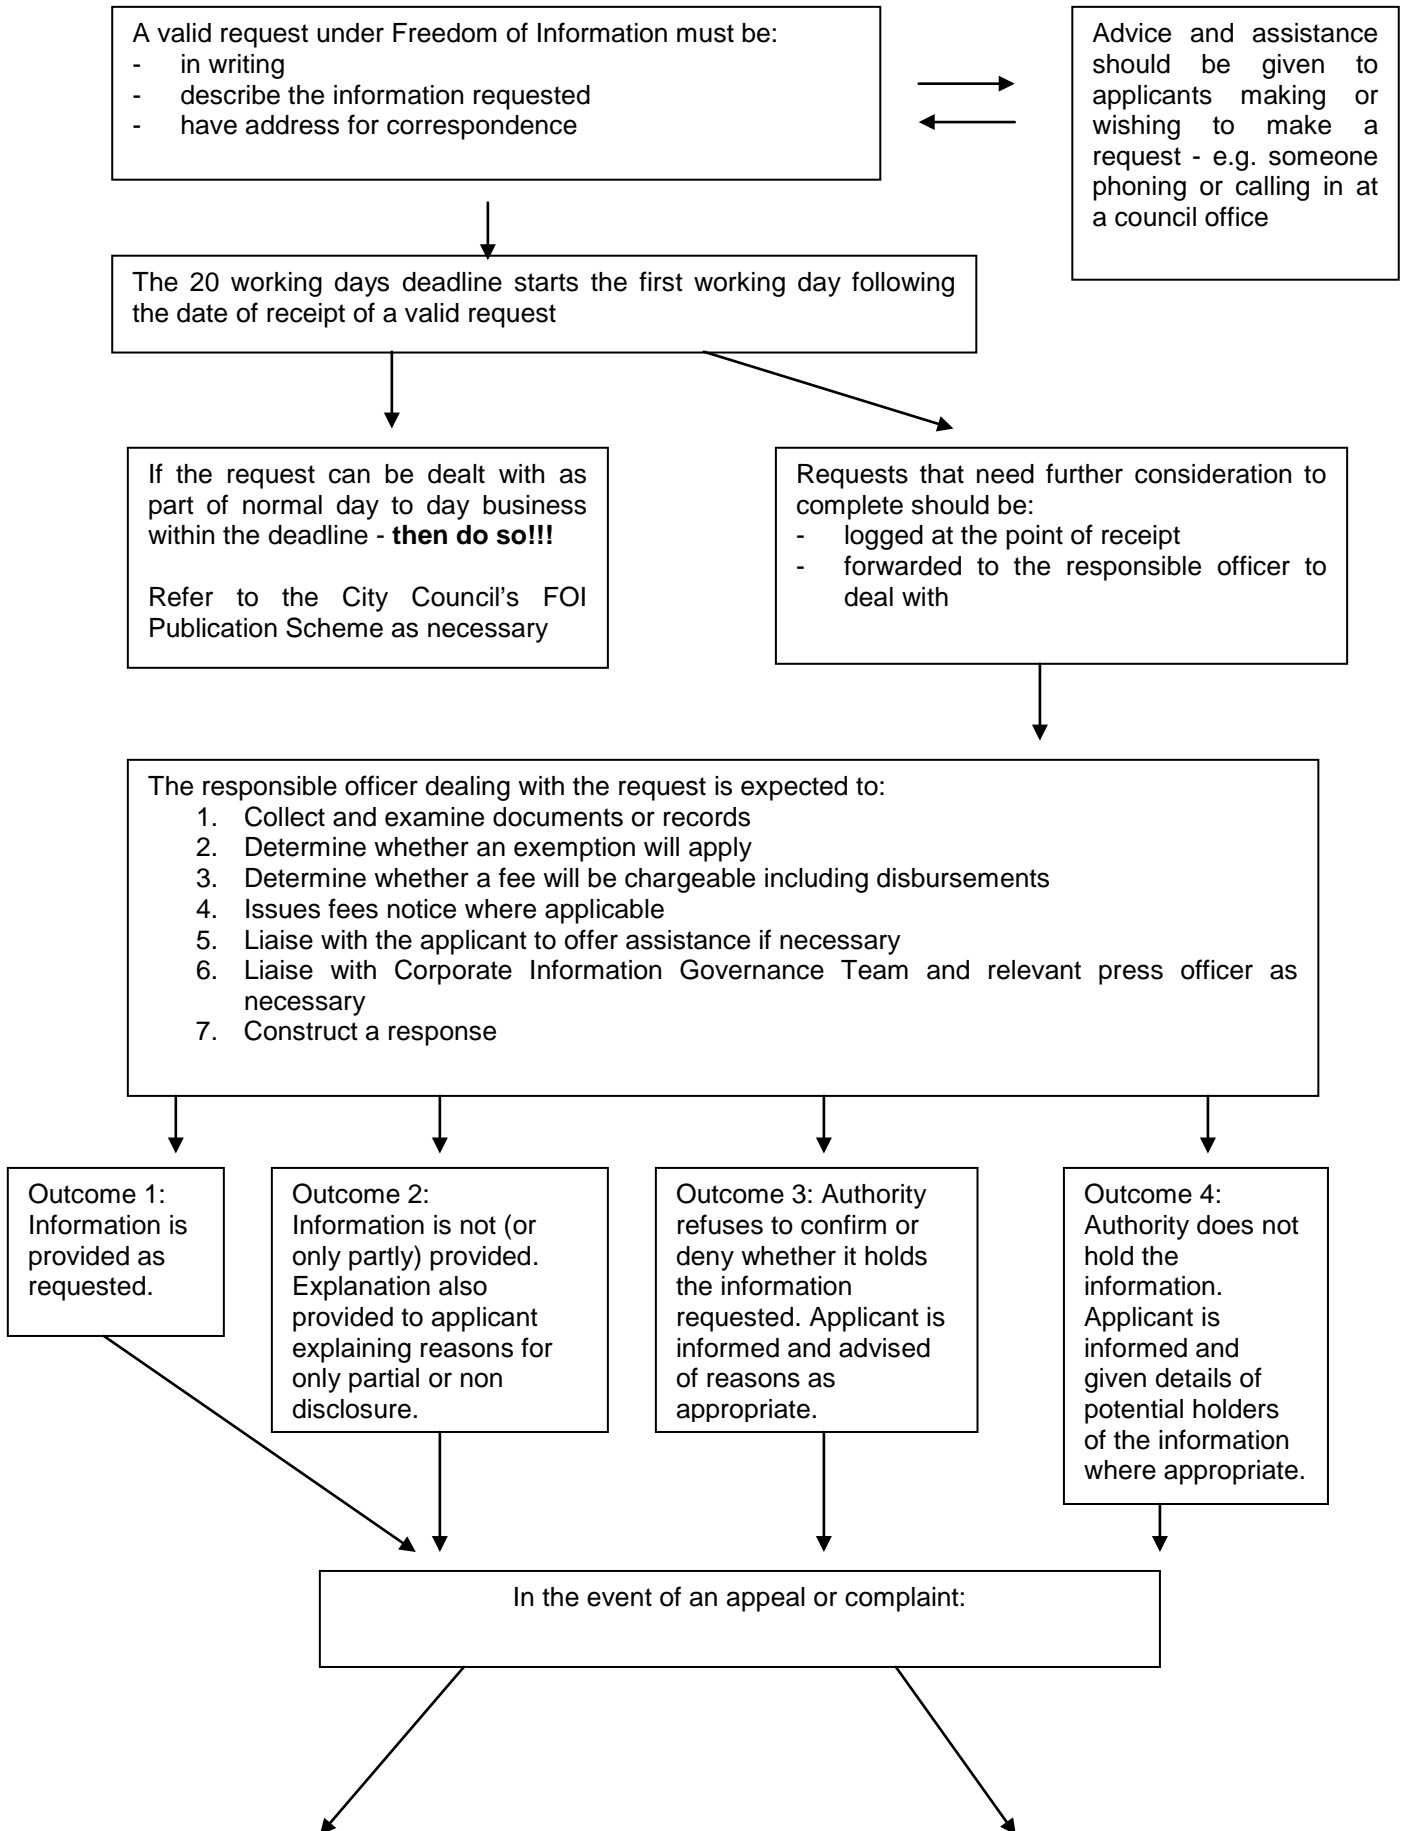 A valid request under Freedom of Information must be:
- in writing
- describe the information requested
- have address for correspondence
Advice and assistance
should be given to
applicants making or
wishing to make a
request - e.g. someone
phoning or calling in at
a council office
The 20 working days deadline starts the first working day following
the date of receipt of a valid request
If the request can be dealt with as
part of normal day to day business
within the deadline - then do so!!!
Refer to the City Council’s FOI
Publication Scheme as necessary
Requests that need further consideration to
complete should be:
- logged at the point of receipt
- forwarded to the responsible officer to
deal with
The responsible officer dealing with the request is expected to:
1. Collect and examine documents or records
2. Determine whether an exemption will apply
3. Determine whether a fee will be chargeable including disbursements
4. Issues fees notice where applicable
5. Liaise with the applicant to offer assistance if necessary
6. Liaise with Corporate Information Governance Team and relevant press officer as
necessary
7. Construct a response
Outcome 1:
Information is
provided as
requested.
Outcome 2:
Information is not (or
only partly) provided.
Explanation also
provided to applicant
explaining reasons for
only partial or non
disclosure.
Outcome 3: Authority
refuses to confirm or
deny whether it holds
the information
requested. Applicant is
informed and advised
of reasons as
appropriate.
Outcome 4:
Authority does not
hold the
information.
Applicant is
informed and
given details of
potential holders
of the information
where appropriate.
In the event of an appeal or complaint: